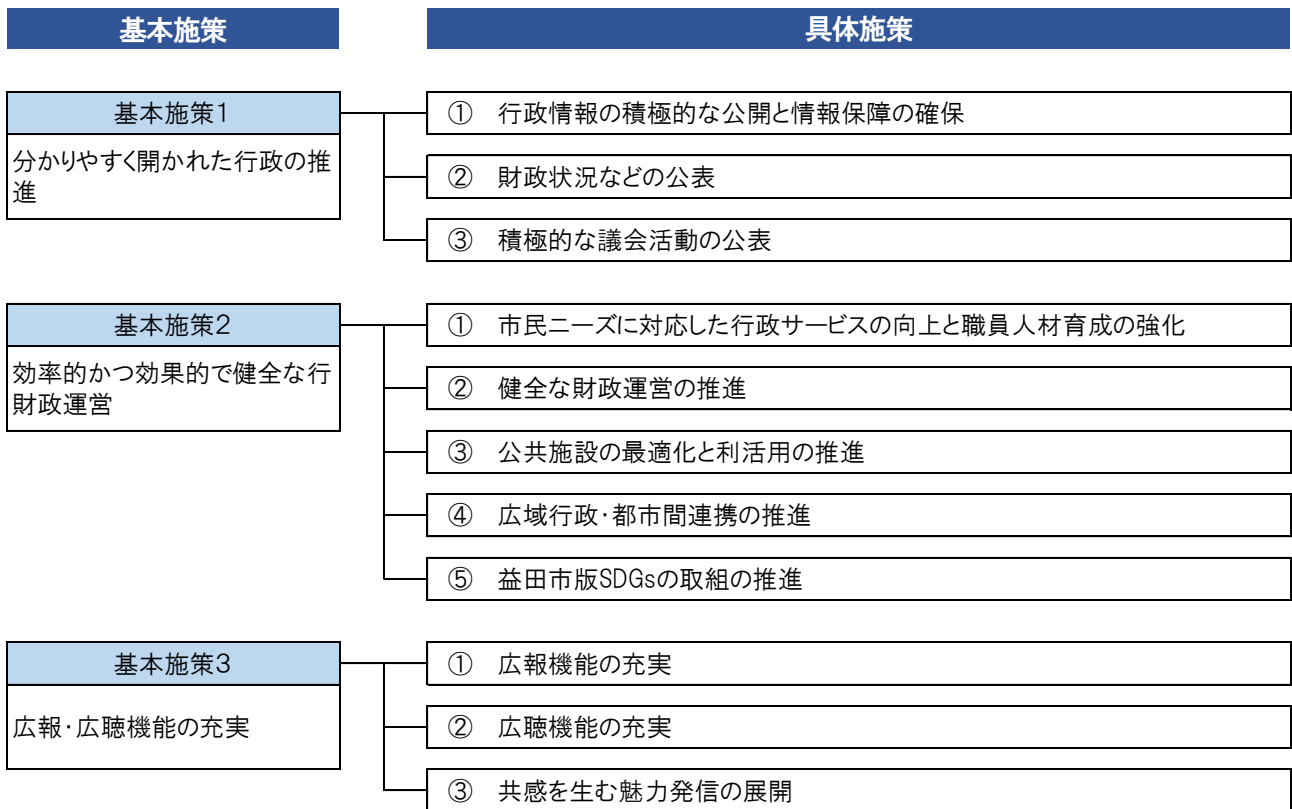 基本施策
具体施策
基本施策1
分かりやすく開かれた行政の推
進
① 行政情報の積極的な公開と情報保障の確保
② 財政状況などの公表
③ 積極的な議会活動の公表
基本施策2
効率的かつ効果的で健全な行
財政運営
① 市民ニーズに対応した行政サービスの向上と職員人材育成の強化
② 健全な財政運営の推進
③ 公共施設の最適化と利活用の推進
④ 広域行政・都市間連携の推進
⑤ 益田市版SDGsの取組の推進
基本施策3
広報・広聴機能の充実
① 広報機能の充実
② 広聴機能の充実
③ 共感を生む魅力発信の展開